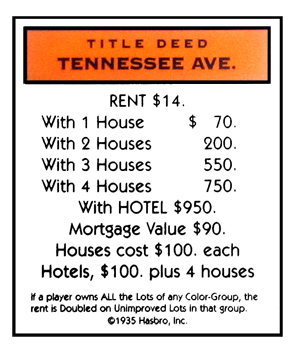 TITLE DEED
TENNESSEE AVE.
RENT $14.
With 1 House $ 70.
With 2 Houses 200.
With 3 Houses 550.
With 4 Houses 750.
With HOTEL $950.
Mortgage Value $90.
Houses cost $100. each
Hotels, $100. plus 4 houses
If a player owns ALL the Lots of any Color-Group, the
rent is Doubled on Unimproved Lots in that group.
©1935 Hasbro, Inc.